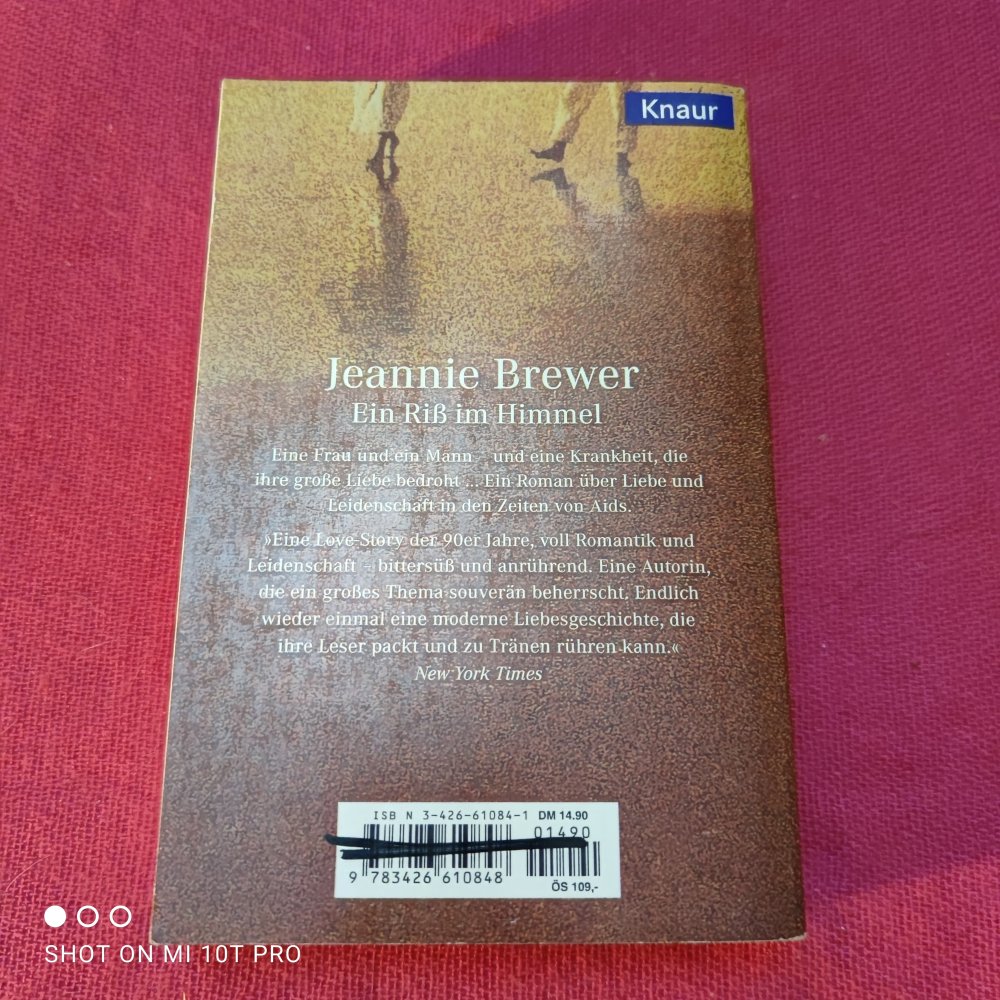 Knaur
Jeannie Brewer
Ein Riß im Himmel
Eine Frau und ein Mann – und eine Krankheit, die
ihre große Liebe bedroht ... Ein Roman über Liebe und
Leidenschaft in den Zeiten von Aids.
»Eine Love-Story der 90er Jahre, voll Romantik und
Leidenschaft – bittersüß und anrührend. Eine Autorin,
die ein großes Thema souverän beherrscht. Endlich
wieder einmal eine moderne Liebesgeschichte, die
ihre Leser packt und zu Tränen rühren kann.«
New York Times
ISB N 3-426-61084-1 DM 14.90
01490
9 783426 610848
ÖS 109,-
SHOT ON MI 10T PRO